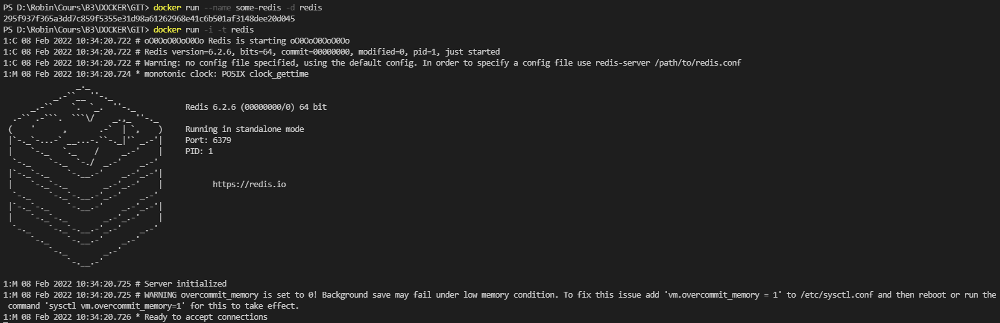 PS D:\Robin\Cours\B3\DOCKER\GIT> docker run --name some-redis -d redis
295f937f365a3dd7c859f5355e31d98a61262968e41c6b501af3148dee20d045
PS D:\Robin\Cours\B3\DOCKER\GIT> docker run -i -t redis
1:C 08 Feb 2022 10:34:20.722 # oO0OoO0OoO0Oo Redis is starting oO0OoO0OoO0Oo
1:C 08 Feb 2022 10:34:20.722 # Redis version=6.2.6, bits=64, commit=00000000, modified=0, pid=1, just started
1:C 08 Feb 2022 10:34:20.722 # Warning: no config file specified, using the default config. In order to specify a config file use redis-server /path/to/redis.conf
1:M 08 Feb 2022 10:34:20.724 * monotonic clock: POSIX clock_gettime
Redis 6.2.6 (00000000/0) 64 bit
Running in standalone mode
Port: 6379
PID: 1
https://redis.io
1:M 08 Feb 2022 10:34:20.725 # Server initialized
1:M 08 Feb 2022 10:34:20.725 # WARNING overcommit_memory is set to 0! Background save may fail under low memory condition. To fix this issue add 'vm.overcommit_memory = 1' to /etc/sysctl.conf and then reboot or run the
command 'sysctl vm.overcommit_memory=1' for this to take effect.
1:M 08 Feb 2022 10:34:20.726 * Ready to accept connections